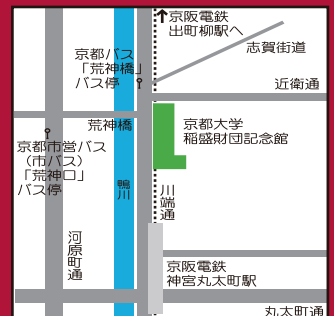 ↑京阪電鉄
出町柳駅へ
志賀街道
京都バス
「荒神橋」
バス停
近衛通
荒神橋
京都大学
稲盛財団記念館
京都市営バス
（市バス）
「荒神口」
バス停
鴨川
川端通
河原町通
京阪電鉄
神宮丸太町駅
丸太町通